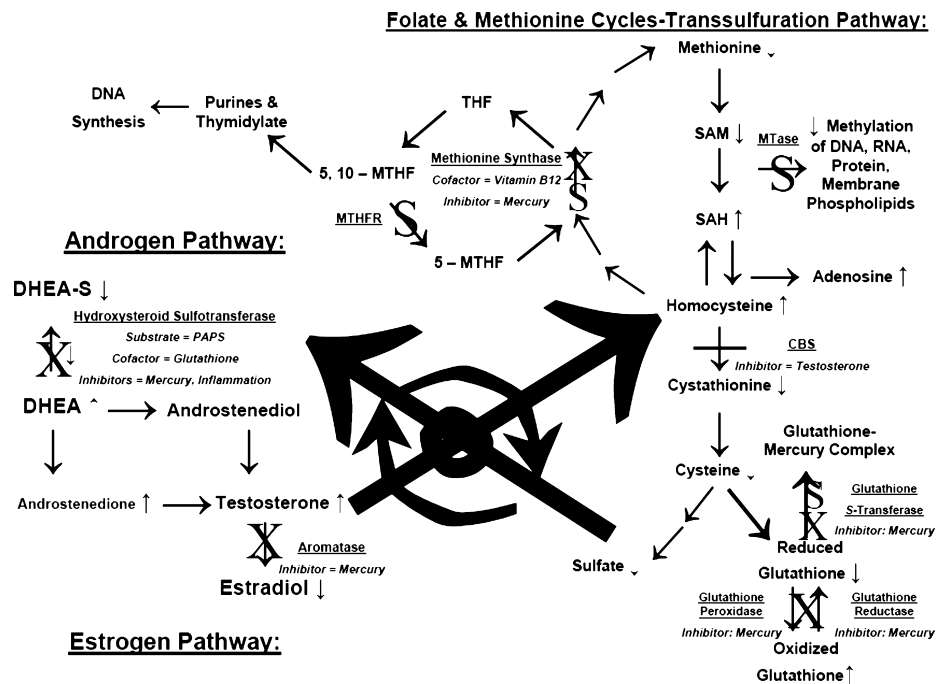 Folate & Methionine Cycles-Transsulfuration Pathway:
Methionine
DNA
Synthesis
Purines &
Thymidylate
THF
5, 10 – MTHF
Methionine Synthase
Cofactor = Vitamin B12
Inhibitor = Mercury
X
S
MTHFR
S
5 – MTHF
SAM ↓
MTase
S
↓ Methylation
of DNA, RNA,
Protein,
Membrane
Phospholipids
SAH ↑
Adenosine ↑
Homocysteine ↑
CBS
Inhibitor = Testosterone
Cystathionine ↓
Cysteine
Sulfate
Glutathione-
Mercury Complex
S
X
Glutathione
S-Transferase
Inhibitor: Mercury
Reduced
Glutathione ↓
Glutathione
Peroxidase
Inhibitor: Mercury
X
Glutathione
Reductase
Inhibitor: Mercury
Oxidized
Glutathione ↑
Androgen Pathway:
DHEA-S ↓
Hydroxysteroid Sulfotransferase
Substrate = PAPS
Cofactor = Glutathione
Inhibitors = Mercury, Inflammation
X ↓
DHEA
Androstenediol
Androstenedione ↑
Testosterone ↑
X
Aromatase
Inhibitor = Mercury
Estradiol ↓
Estrogen Pathway: